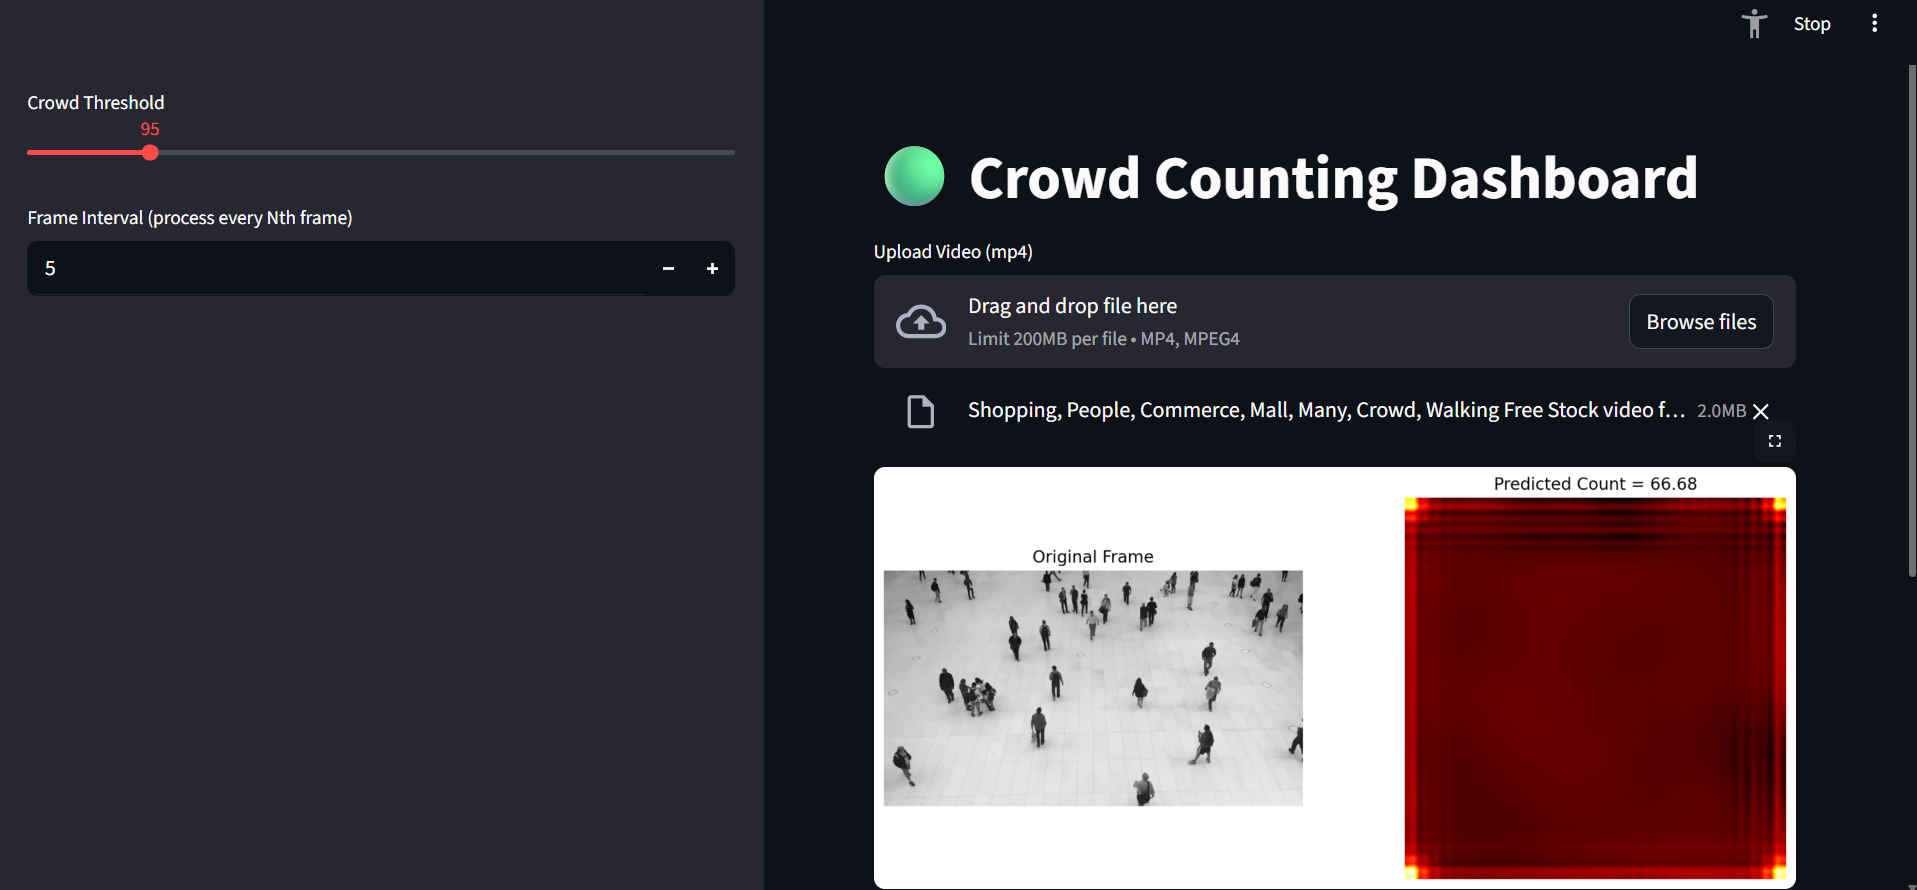 Stop
Crowd Threshold
95
Frame Interval (process every Nth frame)
5
Crowd Counting Dashboard
Upload Video (mp4)
Drag and drop file here
Limit 200MB per file • MP4, MPEG4
Browse files
Shopping, People, Commerce, Mall, Many, Crowd, Walking Free Stock video f... 2.0MB
Predicted Count = 66.68
Original Frame